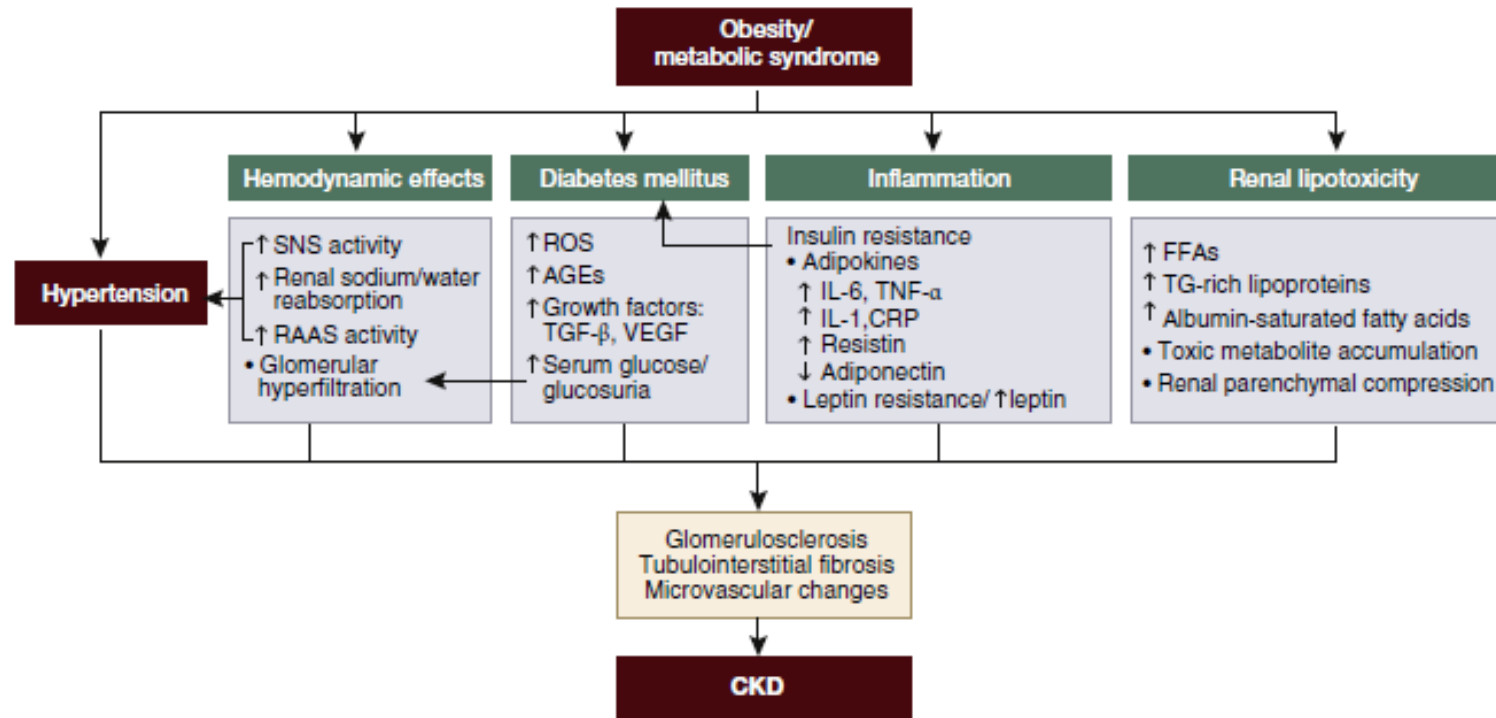 Obesity/
metabolic syndrome
Hypertension
Hemodynamic effects
↑ SNS activity
↑ Renal sodium/water
reabsorption
↑ RAAS activity
• Glomerular
hyperfiltration
Diabetes mellitus
↑ ROS
↑ AGEs
↑ Growth factors:
TGF-β, VEGF
↑ Serum glucose/
glucosuria
Inflammation
Insulin resistance
• Adipokines
↑ IL-6, TNF-α
↑ IL-1,CRP
↑ Resistin
↓ Adiponectin
• Leptin resistance/ ↑leptin
Renal lipotoxicity
↑ FFAs
↑ TG-rich lipoproteins
↑ Albumin-saturated fatty acids
• Toxic metabolite accumulation
• Renal parenchymal compression
Glomerulosclerosis
Tubulointerstitial fibrosis
Microvascular changes
CKD